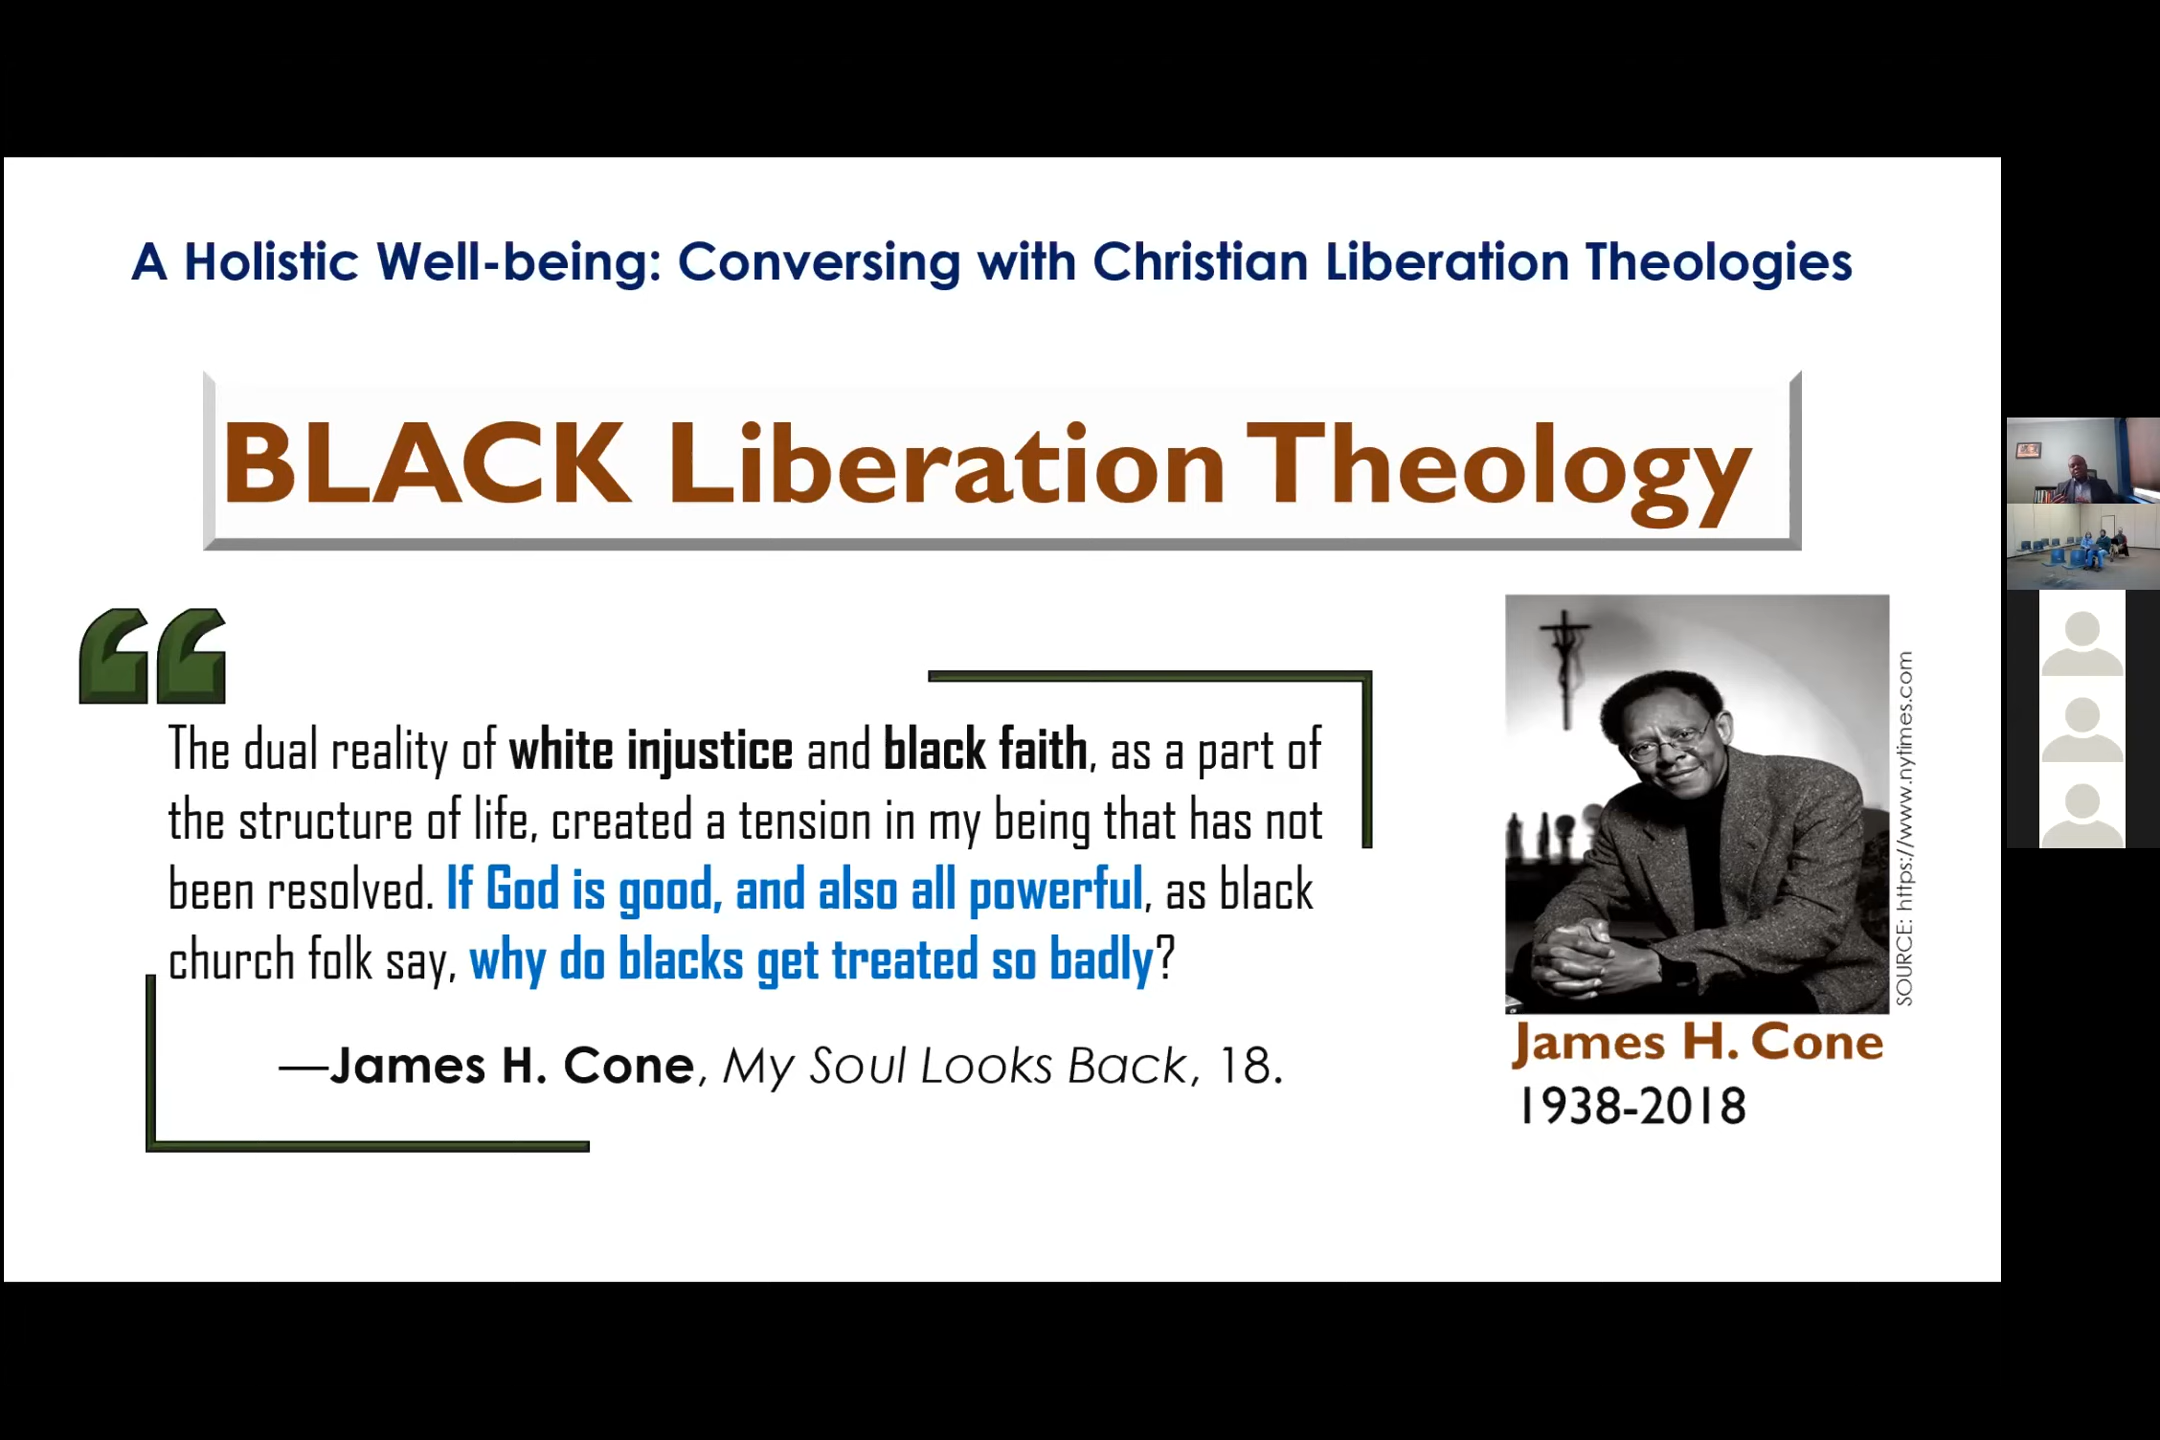 A Holistic Well-being: Conversing with Christian Liberation Theologies
BLACK Liberation Theology
“
The dual reality of white injustice and black faith, as a part of
the structure of life, created a tension in my being that has not
been resolved. If God is good, and also all powerful, as black
church folk say, why do blacks get treated so badly?
—James H. Cone, My Soul Looks Back, 18.
SOURCE: https://www.nytimes.com
James H. Cone
1938-2018